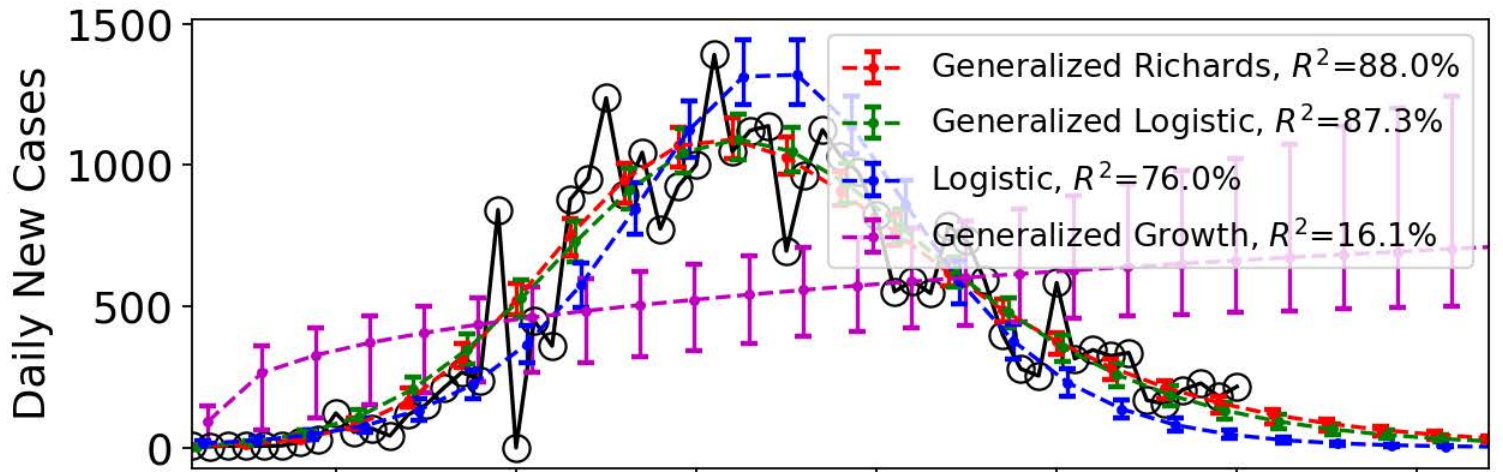 Daily New Cases
1500
1000
500
0
Generalized Richards, R²=88.0%
Generalized Logistic, R²=87.3%
Logistic, R²=76.0%
Generalized Growth, R²=16.1%